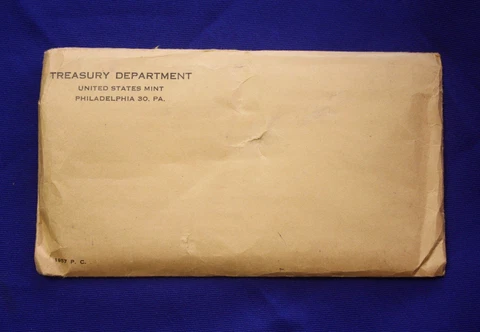 TREASURY DEPARTMENT
UNITED STATES MINT
PHILADELPHIA 30, PA.
P. C.